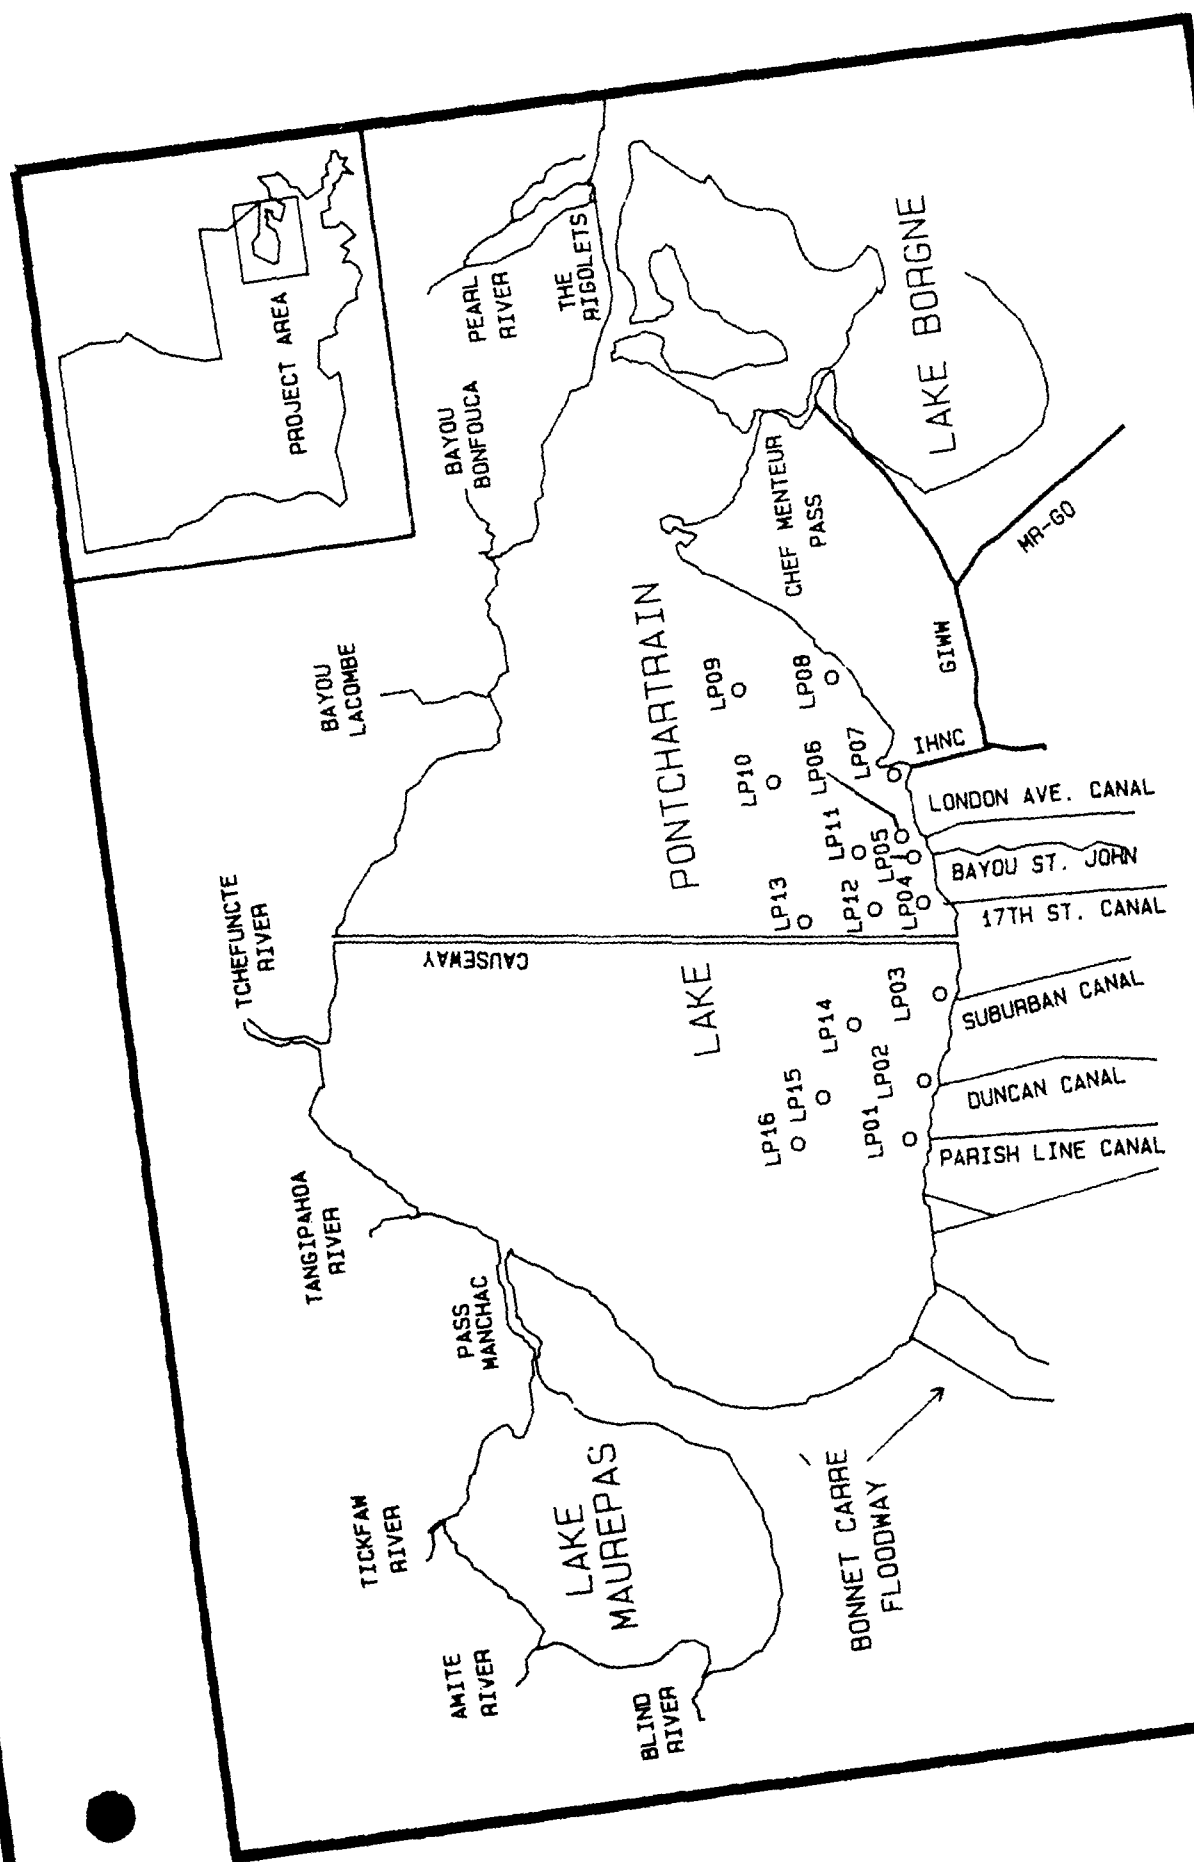 PROJECT AREA
PEARL
RIVER
THE
RIGOLETS
BAYOU
BONFOUCA
BAYOU
LACOMBE
TCHEFUNCTE
RIVER
TANGIPAHOA
RIVER
PASS
MANCHAC
TICKFAW
RIVER
AMITE
RIVER
BLIND
RIVER
LAKE
MAUREPAS
BONNET CARRE
FLOODWAY
CAUSEWAY
LAKE PONTCHARTRAIN
LAKE BORGNE
CHEF MENTEUR
PASS
MR-GO
GIWW
IHNC
LP16
LP15
LP14
LP01
LP02
LP03
LP13
LP12
LP04
LP11
LP05
LP06
LP10
LP07
LP09
LP08
PARISH LINE CANAL
DUNCAN CANAL
SUBURBAN CANAL
17TH ST. CANAL
BAYOU ST. JOHN
LONDON AVE. CANAL